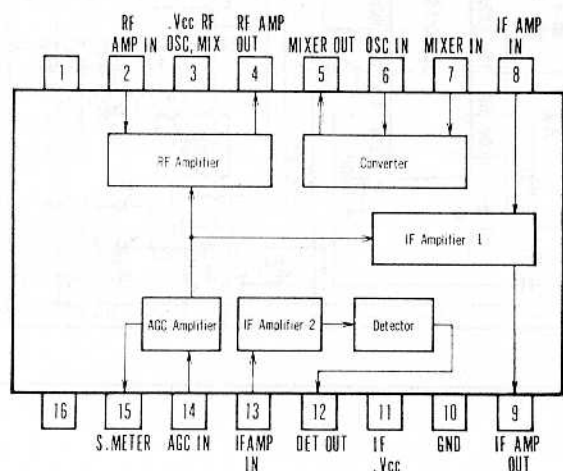 RF AMP IN
.Vcc RF OSC, MIX
RF AMP OUT
MIXER OUT
OSC IN
MIXER IN
IF AMP IN
1
2
3
4
5
6
7
8
RF Amplifier
Converter
IF Amplifier 1
AGC Amplifier
IF Amplifier 2
Detector
16
15
14
13
12
11
10
9
S.METER
AGC IN
IFAMP IN
DET OUT
IF .Vcc
GND
IF AMP OUT